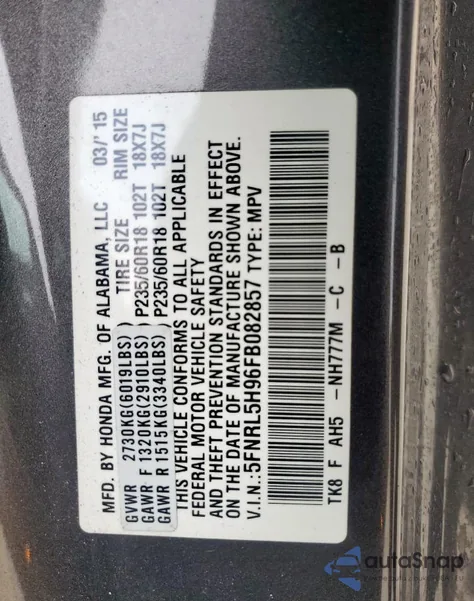 MFD. BY HONDA MFG. OF ALABAMA, LLC 03/'15
TIRE SIZE RIM SIZE
GVWR 2730KG(6019LBS)
GAWR F 1320KG(2910LBS) P235/60R18 102T 18X7J
GAWR R 1515KG(3340LBS) P235/60R18 102T 18X7J
THIS VEHICLE CONFORMS TO ALL APPLICABLE
FEDERAL MOTOR VEHICLE SAFETY
AND THEFT PREVENTION STANDARDS IN EFFECT
ON THE DATE OF MANUFACTURE SHOWN ABOVE.
V.I.N.: 5FNRL5H96FB082857 TYPE: MPV
TK8 F AH5 -NH777M -C -B
autoSnap